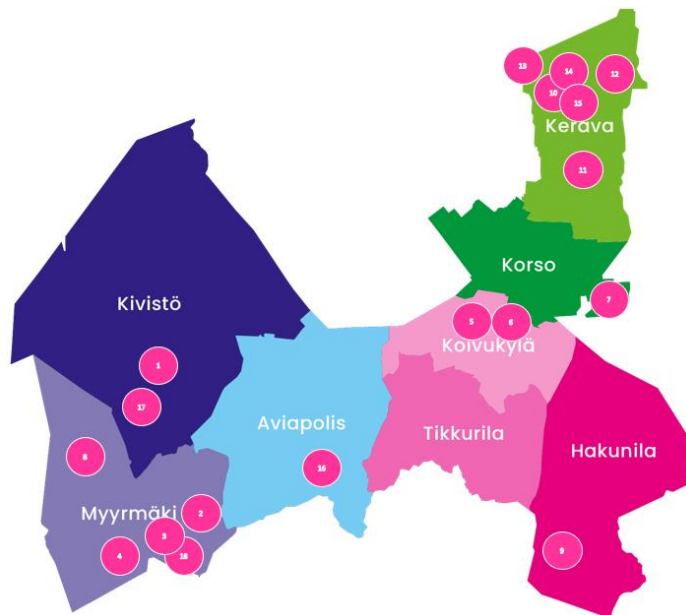 13
14
12
10
15
Kerava
11
Korso
Kivistö
7
5
6
Koivukylä
1
17
Aviapolis
Tikkurila
Hakunila
8
16
Myyrmäki
2
3
4
18
9